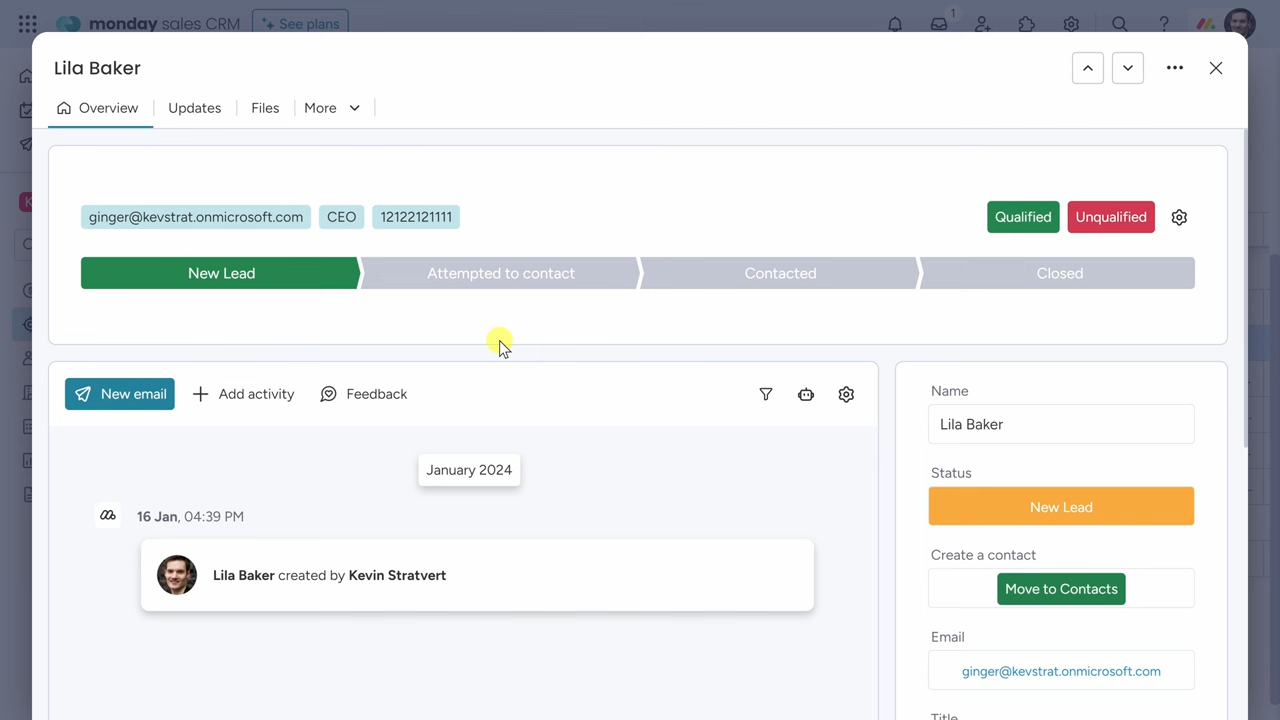 monday sales CRM
See plans
1
Lila Baker
Overview
Updates
Files
More
ginger@kevstrat.onmicrosoft.com
CEO
12122121111
Qualified
Unqualified
New Lead
Attempted to contact
Contacted
Closed
New email
Add activity
Feedback
January 2024
16 Jan, 04:39 PM
Lila Baker created by Kevin Stratvert
Name
Lila Baker
Status
New Lead
Create a contact
Move to Contacts
Email
ginger@kevstrat.onmicrosoft.com
Title